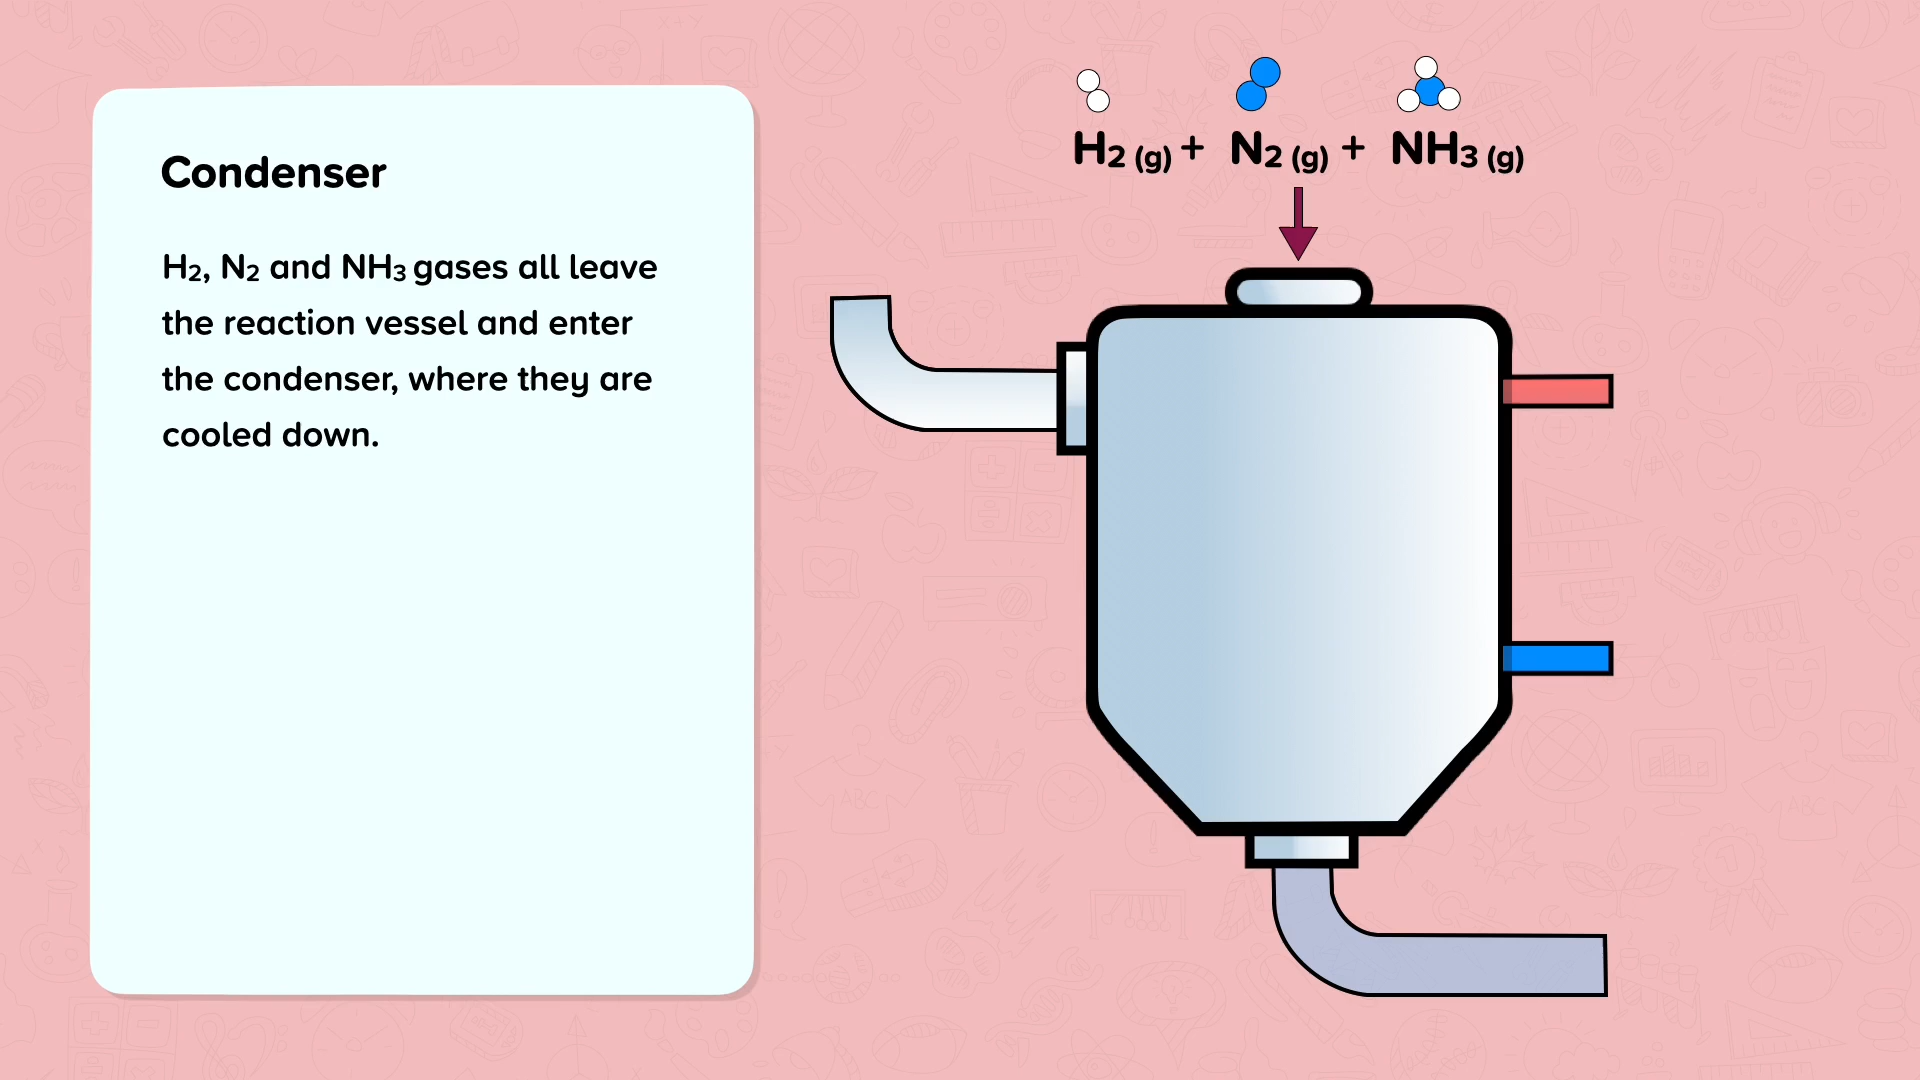 Condenser
H₂, N₂ and NH₃ gases all leave
the reaction vessel and enter
the condenser, where they are
cooled down.
H₂ (g) + N₂ (g) + NH₃ (g)